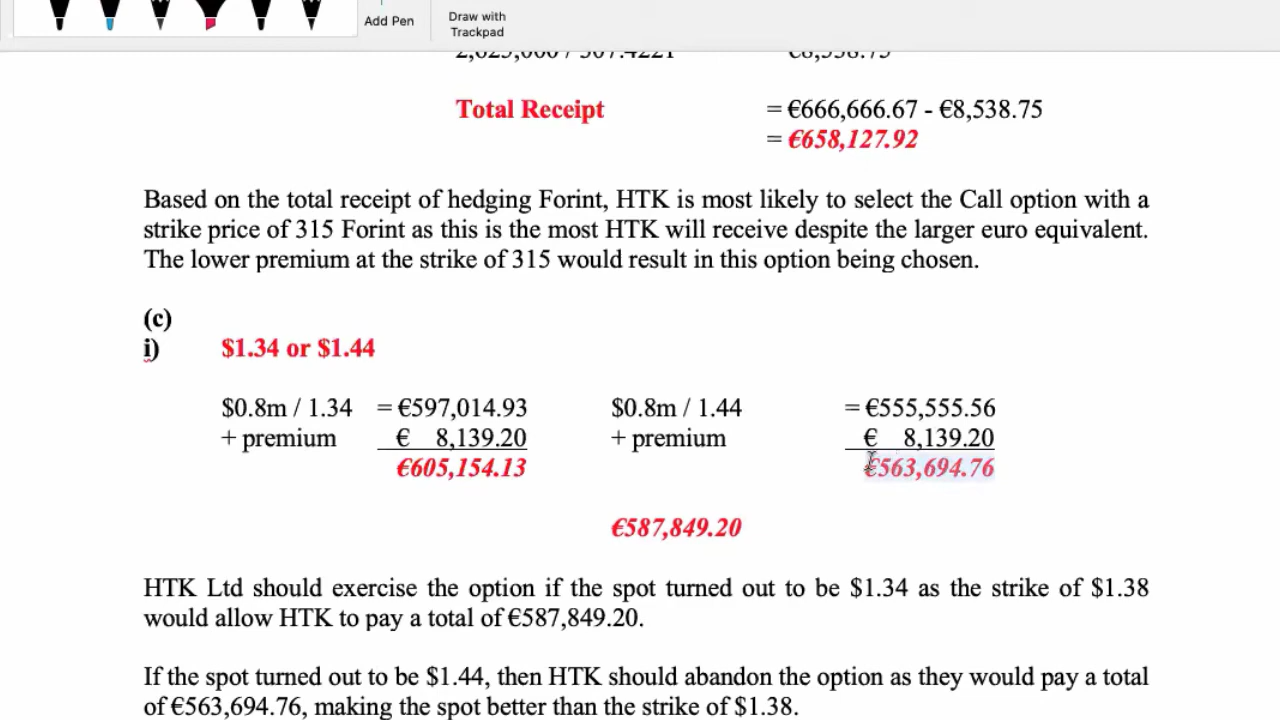 Add Pen
Draw with
Trackpad
Total Receipt = €666,666.67 - €8,538.75
= €658,127.92
Based on the total receipt of hedging Forint, HTK is most likely to select the Call option with a
strike price of 315 Forint as this is the most HTK will receive despite the larger euro equivalent.
The lower premium at the strike of 315 would result in this option being chosen.
(c)
i) $1.34 or $1.44
$0.8m / 1.34 = €597,014.93 $0.8m / 1.44 = €555,555.56
+ premium € 8,139.20 + premium € 8,139.20
€605,154.13 €563,694.76
€587,849.20
HTK Ltd should exercise the option if the spot turned out to be $1.34 as the strike of $1.38
would allow HTK to pay a total of €587,849.20.
If the spot turned out to be $1.44, then HTK should abandon the option as they would pay a total
of €563,694.76, making the spot better than the strike of $1.38.